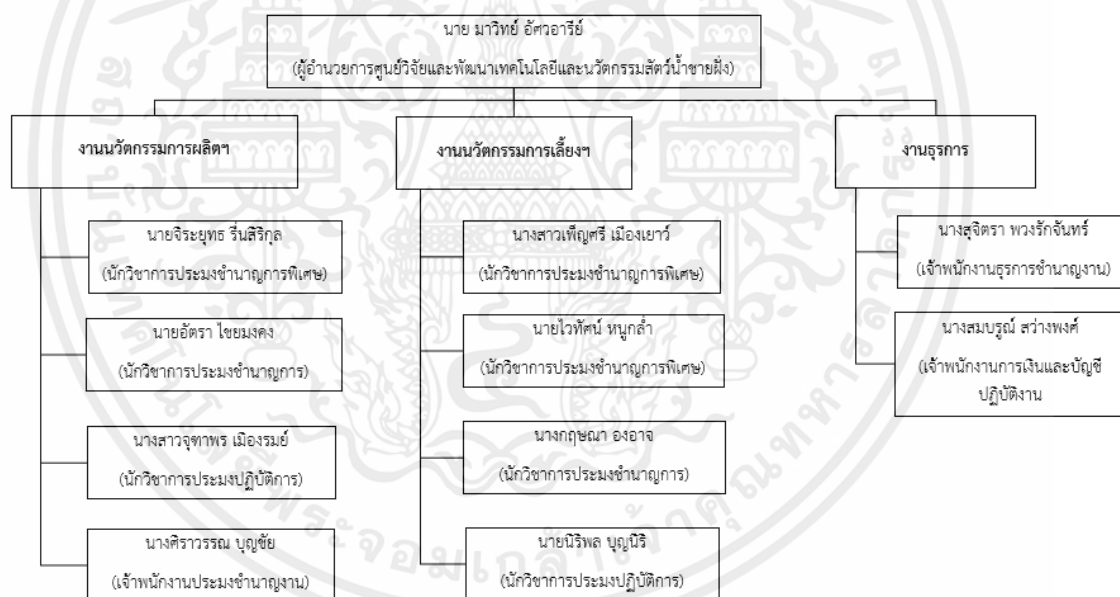 นาย มาวิทย์ อัศวอารีย์
(ผู้อำนวยการศูนย์วิจัยและพัฒนาเทคโนโลยีและนวัตกรรมสัตว์น้ำชายฝั่ง)
งานนวัตกรรมการผลิตฯ
งานนวัตกรรมการเลี้ยงฯ
งานธุรการ
นายจิระยุทธ รื่นสิริกุล
(นักวิชาการประมงชำนาญการพิเศษ)
นายอัตรา ไชยมงคง
(นักวิชาการประมงชำนาญการ)
นางสาวจุฑาพร เมืองรมย์
(นักวิชาการประมงปฏิบัติการ)
นางศิราวรรณ บุญชัย
(เจ้าพนักงานประมงชำนาญงาน)
นางสาวเพ็ญศรี เมืองเยาว์
(นักวิชาการประมงชำนาญการพิเศษ)
นายไวทัศน์ หนูกล่ำ
(นักวิชาการประมงชำนาญการพิเศษ)
นางกฤษณา องอาจ
(นักวิชาการประมงชำนาญการ)
นายนิริพล บุญนิริ
(นักวิชาการประมงปฏิบัติการ)
นางสุจิตรา พวงรักจันทร์
(เจ้าพนักงานธุรการชำนาญงาน)
นางสมบรูณ์ สว่างพงศ์
(เจ้าพนักงานการเงินและบัญชี
ปฏิบัติงาน
พระจอมเกล้าเจ้าคุณทหาร